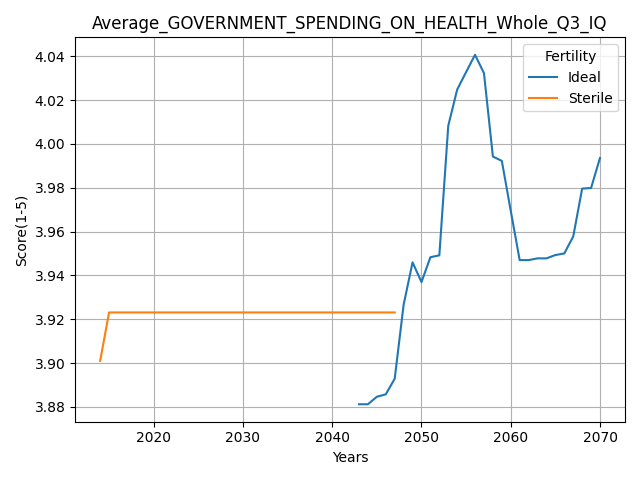 Average_GOVERNMENT_SPENDING_ON_HEALTH_Whole_Q3_IQ
Score(1-5)
4.04
4.02
4.00
3.98
3.96
3.94
3.92
3.90
3.88
Fertility
Ideal
Sterile
2020 2030 2040 2050 2060 2070
Years